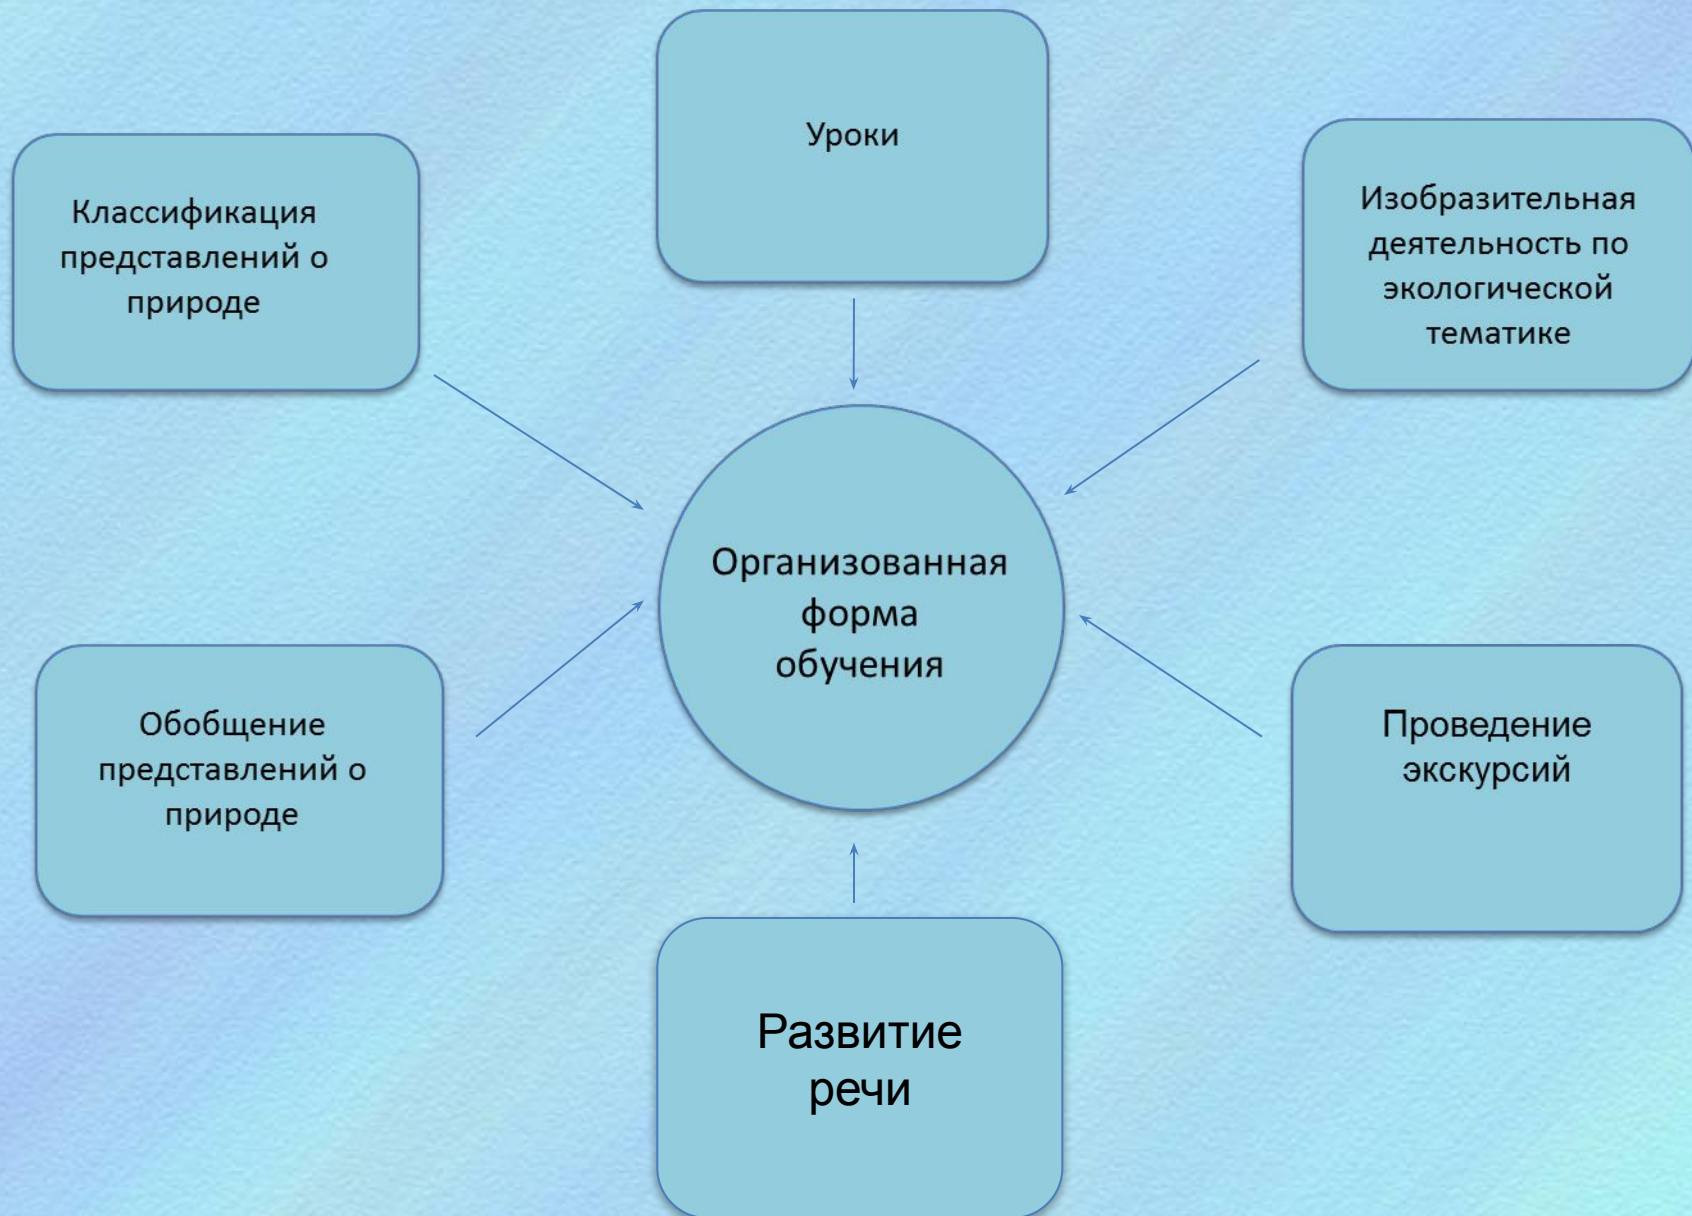 Уроки
Классификация
представлений о
природе
Изобразительная
деятельность по
экологической
тематике
Организованная
форма
обучения
Обобщение
представлений о
природе
Проведение
экскурсий
Развитие
речи